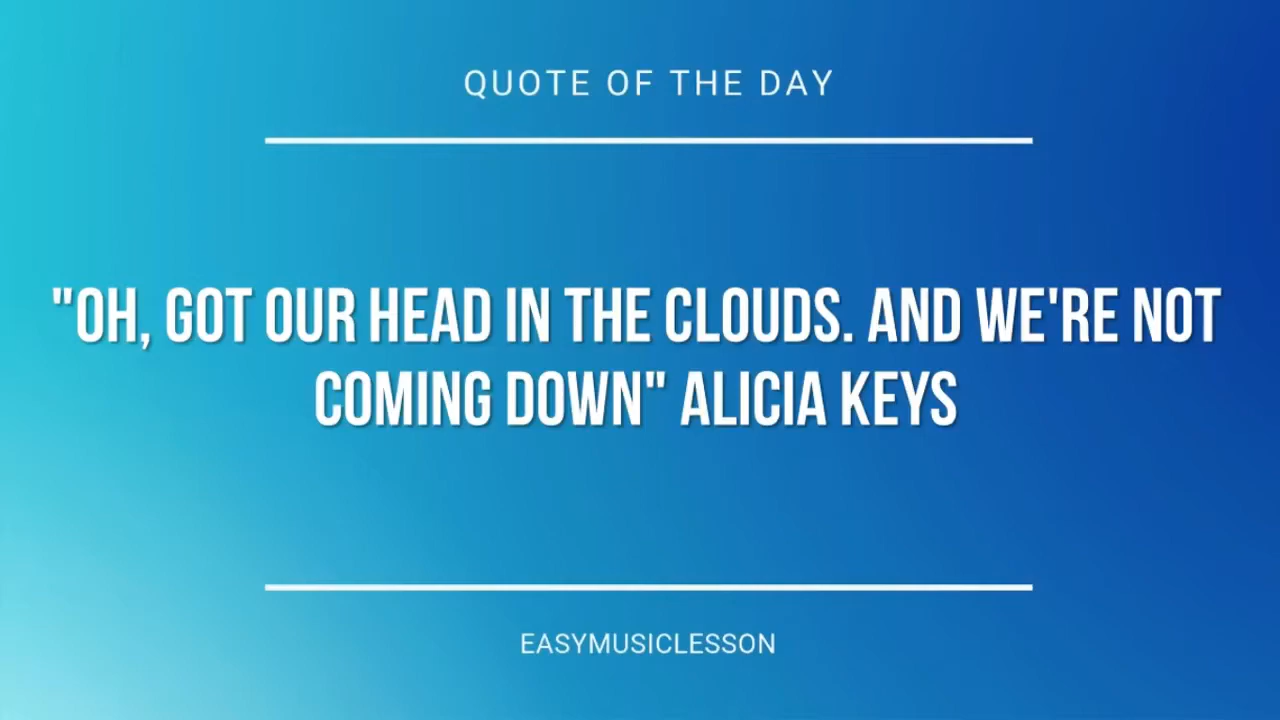 QUOTE OF THE DAY
"OH, GOT OUR HEAD IN THE CLOUDS. AND WE'RE NOT
COMING DOWN" ALICIA KEYS
EASYMUSICLESSON